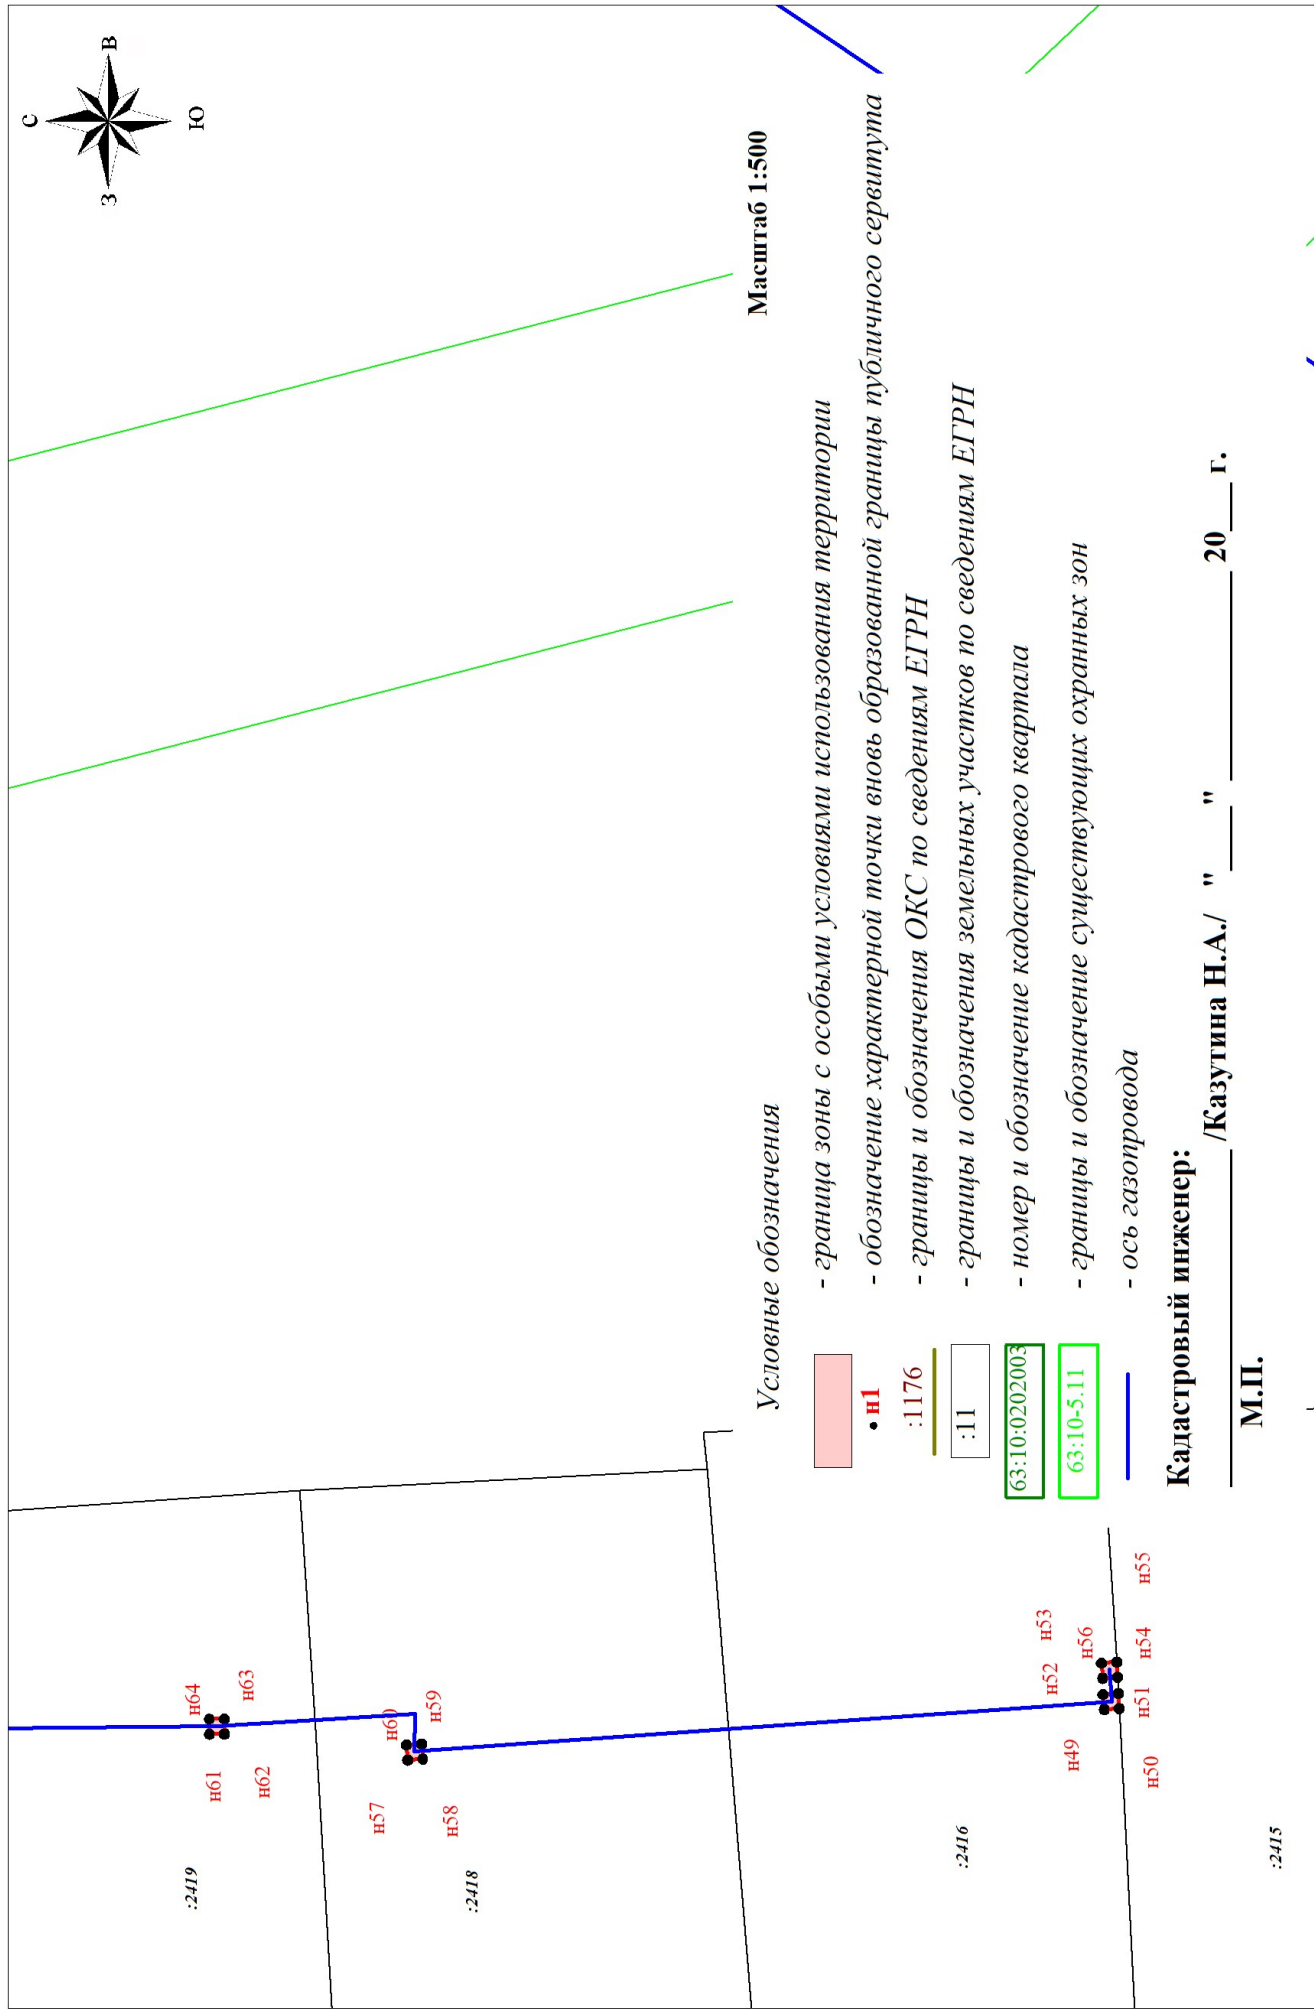 С
З
В
Ю
:2419
н64
н61
н63
н62
н60
н57
н59
н58
:2418
Масштаб 1:500
Условные обозначения
- граница зоны с особыми условиями использования территории
• н1 - обозначение характерной точки вновь образованной границы публичного сервитута
:1176 - границы и обозначения ОКС по сведениям ЕГРН
:11 - границы и обозначения земельных участков по сведениям ЕГРН
63:10:0202003 - номер и обозначение кадастрового квартала
63:10-5.11 - границы и обозначение существующих охранных зон
- ось газопровода
:2416
н53
н52
н56
н49
н55
н54
н51
н50
:2415
Кадастровый инженер:
/Казутина Н.А./ "___" ____________ 20___ г.
М.П.